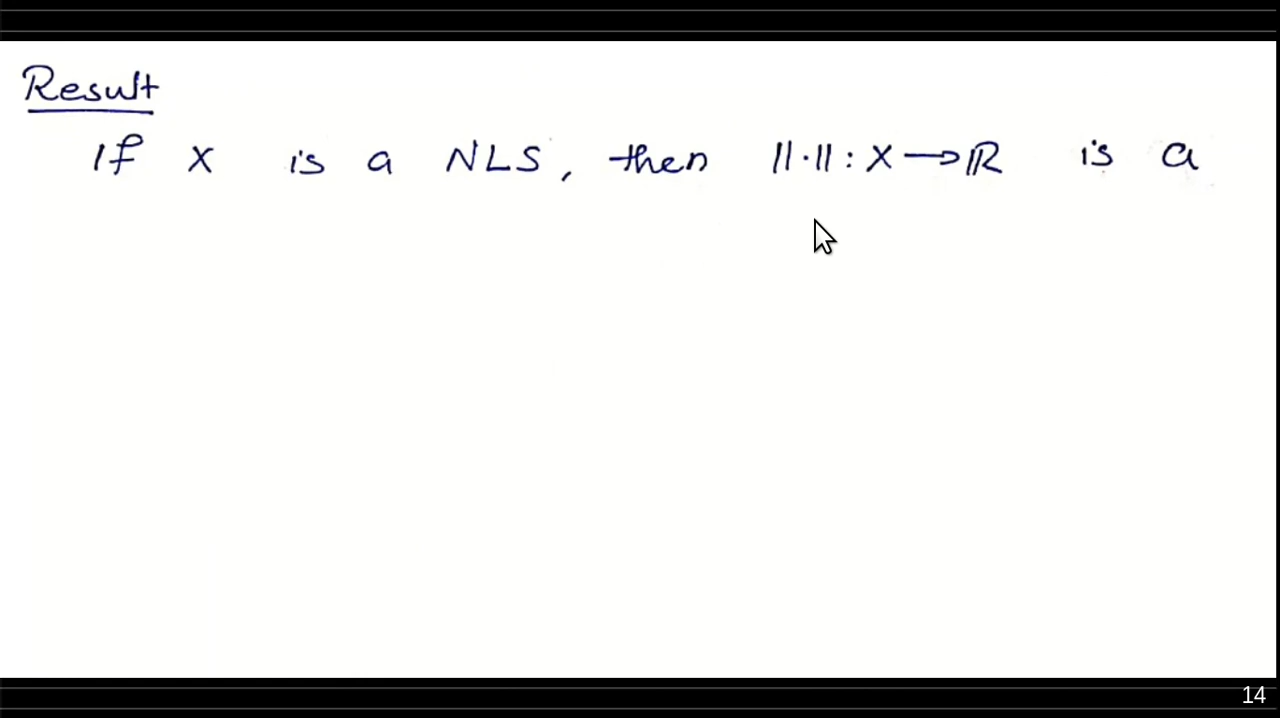 Result
If X is a NLS, then ||·|| : X → ℝ is a
14